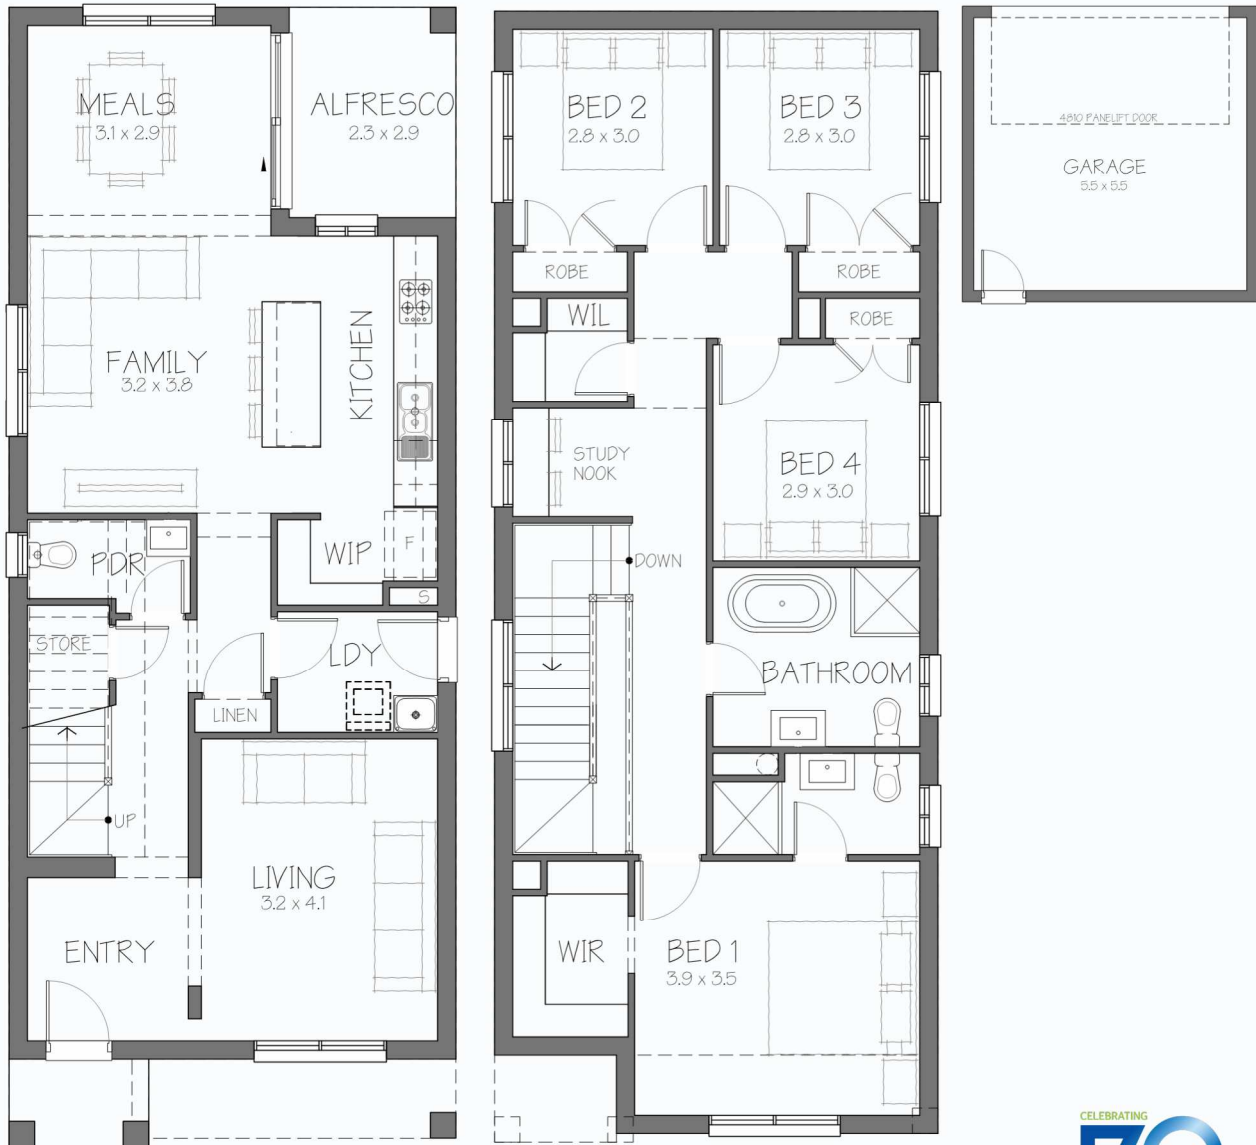 MEALS
3.1 x 2.9
ALFRESCO
2.3 x 2.9
FAMILY
3.2 x 3.8
KITCHEN
PDR
WIP
F
S
STORE
LDY
LINEN
UP
LIVING
3.2 x 4.1
ENTRY
BED 2
2.8 x 3.0
BED 3
2.8 x 3.0
ROBE
ROBE
WIL
ROBE
STUDY
NOOK
BED 4
2.9 x 3.0
DOWN
BATHROOM
WIR
BED 1
3.9 x 3.5
4810 PANELIFT DOOR
GARAGE
5.5 x 5.5
CELEBRATING